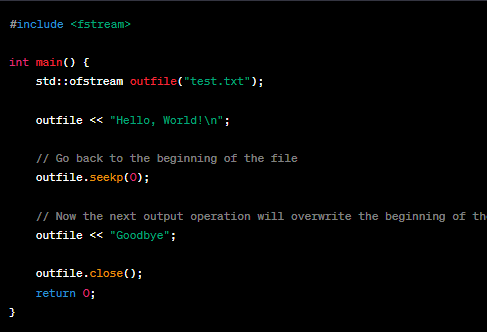 #include <fstream>
int main() {
    std::ofstream outfile("test.txt");
    outfile << "Hello, World!\n";
    // Go back to the beginning of the file
    outfile.seekp(0);
    // Now the next output operation will overwrite the beginning of
    outfile << "Goodbye";
    outfile.close();
    return 0;
}